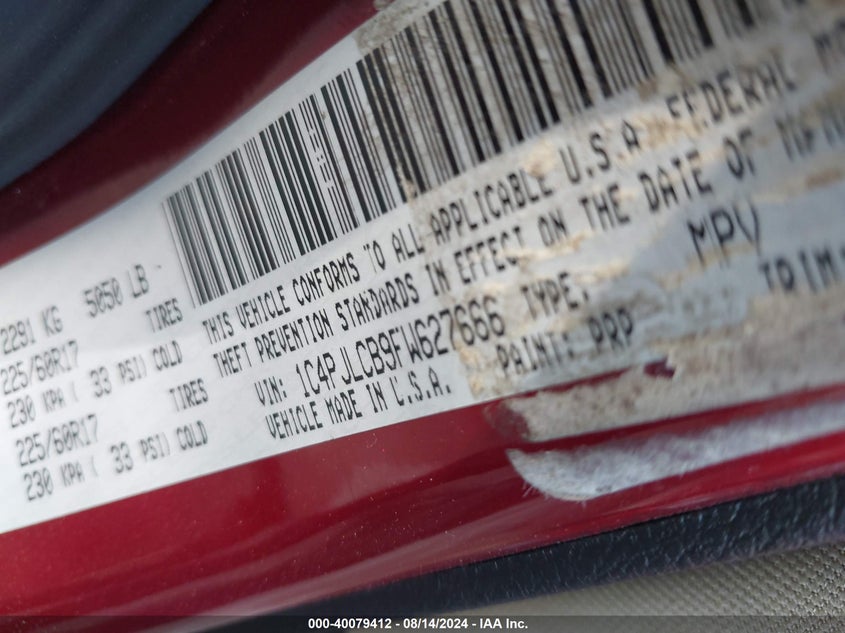 2291 KG 5050 LB
225/60R17 TIRES
230 KPA ( 33 PSI) COLD
225/60R17 TIRES
230 KPA ( 33 PSI) COLD
THIS VEHICLE CONFORMS TO ALL APPLICABLE U.S.A. FEDERAL
THEFT PREVENTION STANDARDS IN EFFECT ON THE DATE OF
VIN: 1C4PJLCB9FW627666 TYPE: MPV
VEHICLE MADE IN U.S.A. PAINT: PRP TRIM:
000-40079412 - 08/14/2024 - IAA Inc.